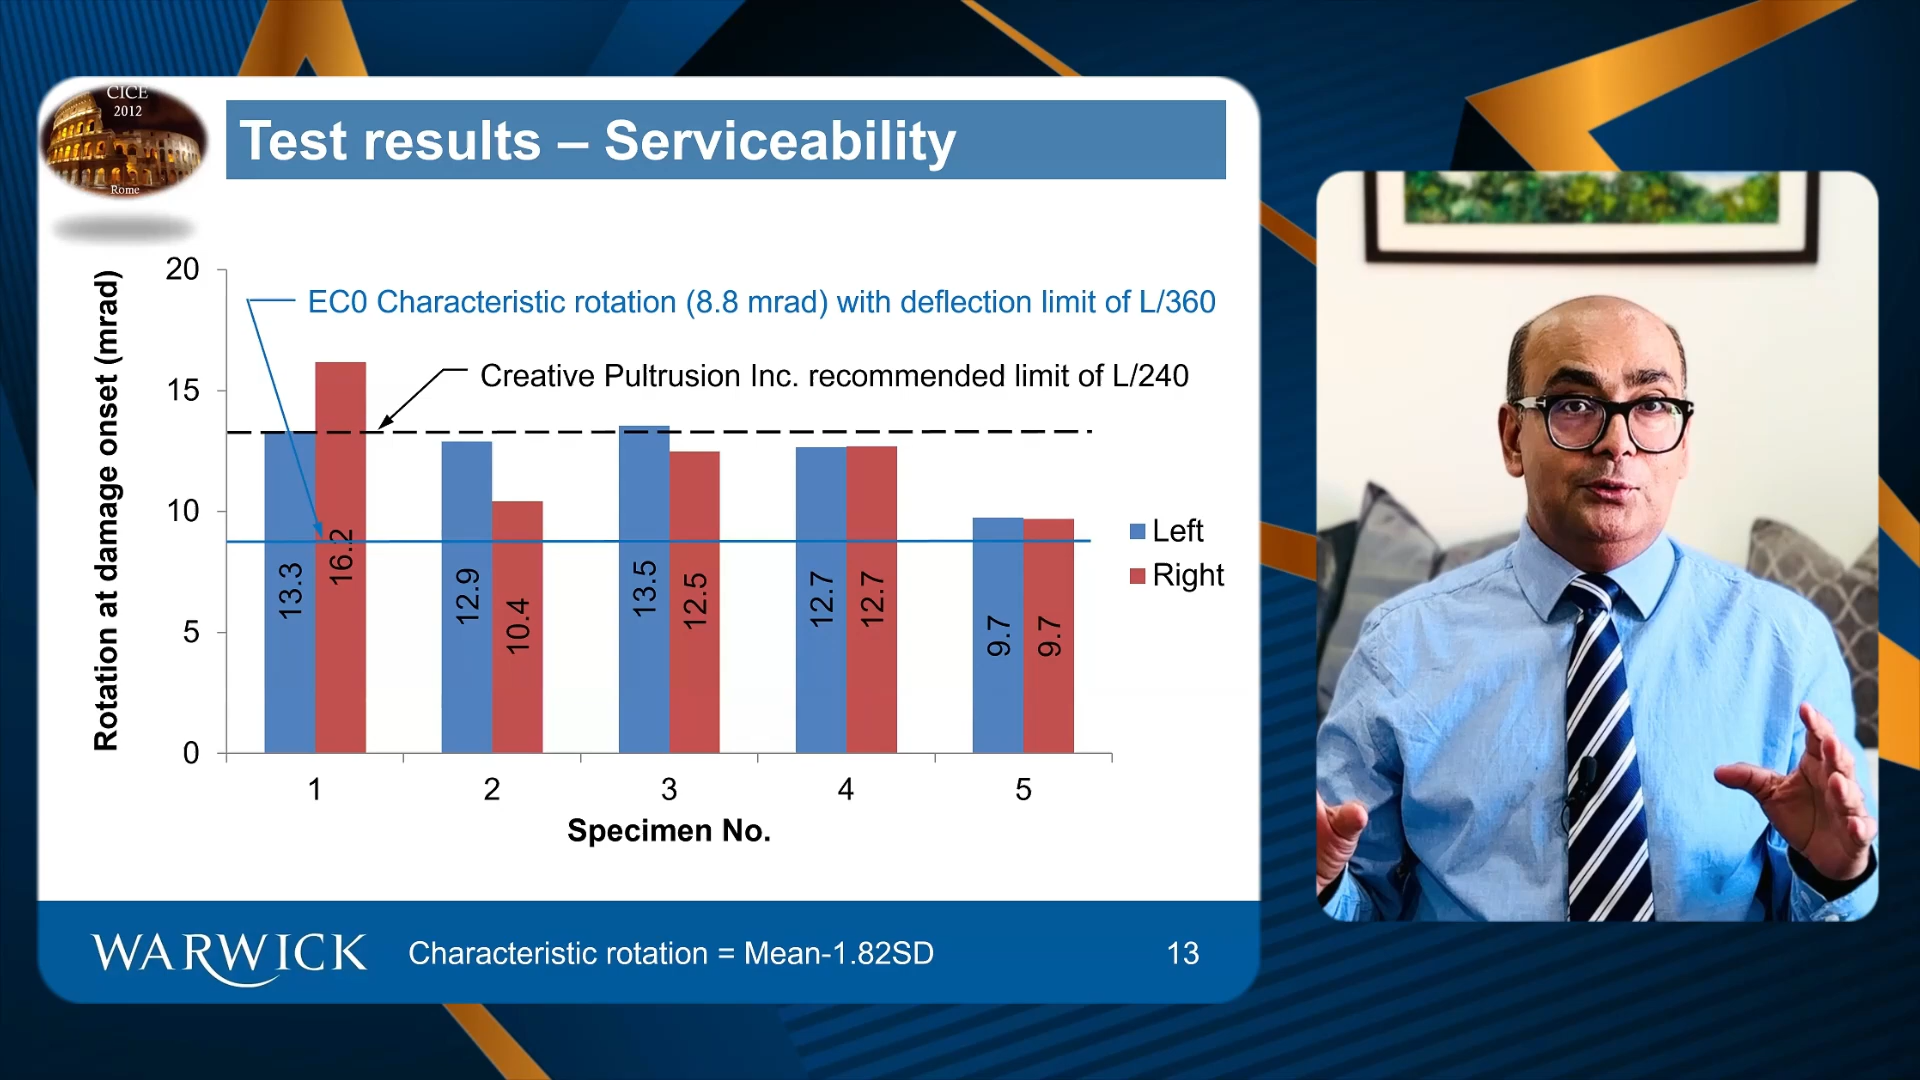 CICE
2012
Rome
Test results – Serviceability
Rotation at damage onset (mrad)
20
15
10
5
0
EC0 Characteristic rotation (8.8 mrad) with deflection limit of L/360
Creative Pultrusion Inc. recommended limit of L/240
13.3
16.2
12.9
10.4
13.5
12.5
12.7
12.7
9.7
9.7
Left
Right
1
2
3
4
5
Specimen No.
WARWICK
Characteristic rotation = Mean-1.82SD
13